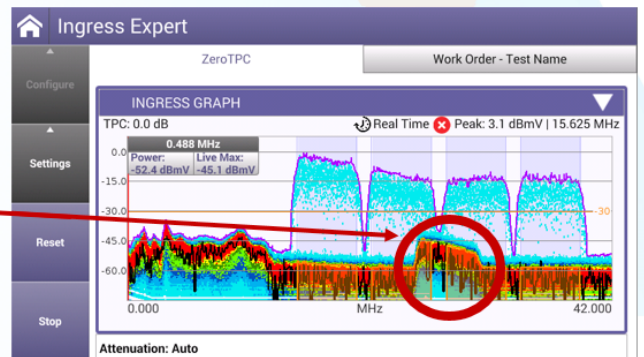 Ingress Expert
Configure
Settings
Reset
Stop
ZeroTPC
Work Order - Test Name
INGRESS GRAPH
TPC: 0.0 dB
Real Time
Peak: 3.1 dBmV | 15.625 MHz
0.488 MHz
Power:
Live Max:
-52.4 dBmV
-45.1 dBmV
0.0
-15.0
-30.0
-45.0
-60.0
-30
0.000
MHz
42.000
Attenuation: Auto